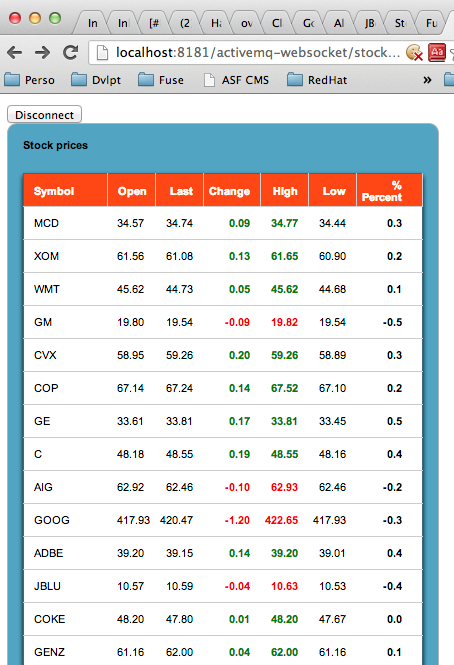 In In [# (2 Ha ov Cl Go Al JB St Fu
localhost:8181/activemq-websocket/stock...
Perso Dvlpt Fuse ASF CMS RedHat »
Disconnect
Stock prices
Symbol Open Last Change High Low % Percent
MCD 34.57 34.74 0.09 34.77 34.44 0.3
XOM 61.56 61.08 0.13 61.65 60.90 0.2
WMT 45.62 44.73 0.05 45.62 44.68 0.1
GM 19.80 19.54 -0.09 19.82 19.54 -0.5
CVX 58.95 59.26 0.20 59.26 58.89 0.3
COP 67.14 67.24 0.14 67.52 67.10 0.2
GE 33.61 33.81 0.17 33.81 33.45 0.5
C 48.18 48.55 0.19 48.55 48.16 0.4
AIG 62.92 62.46 -0.10 62.93 62.46 -0.2
GOOG 417.93 420.47 -1.20 422.65 417.93 -0.3
ADBE 39.20 39.15 0.14 39.20 39.01 0.4
JBLU 10.57 10.59 -0.04 10.63 10.53 -0.4
COKE 48.20 47.80 0.01 48.20 47.67 0.0
GENZ 61.16 62.00 0.04 62.00 61.16 0.1